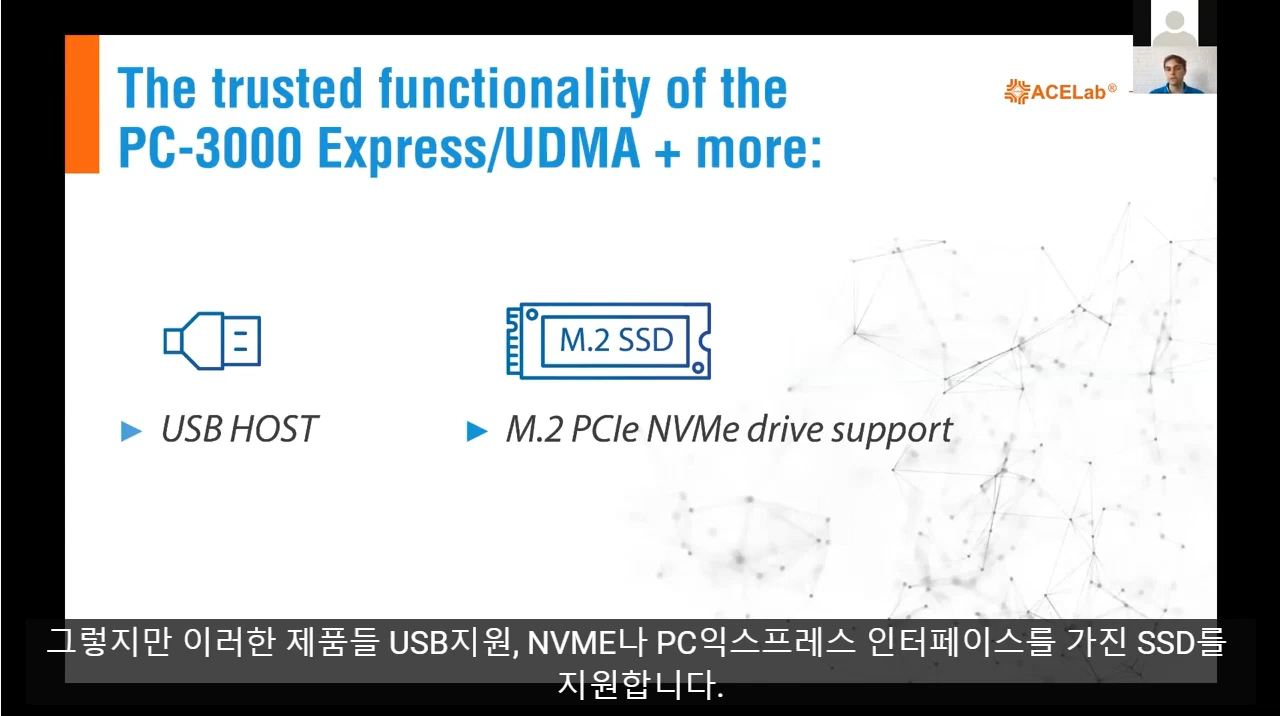 The trusted functionality of the
PC-3000 Express/UDMA + more:
ACELab®
M.2 SSD
USB HOST
M.2 PCIe NVMe drive support
그렇지만 이러한 제품들 USB지원, NVME나 PC익스프레스 인터페이스를 가진 SSD를
지원합니다.